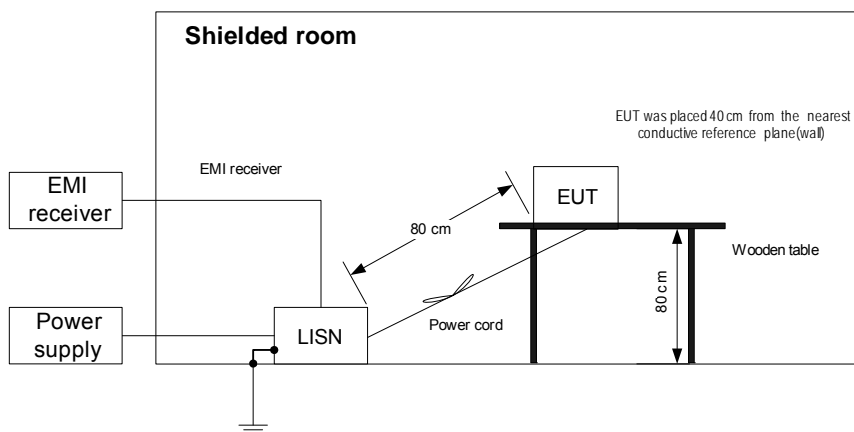 Shielded room
EUT was placed 40 cm from the nearest
conductive reference plane(wall)
EMI
receiver
EMI receiver
EUT
80 cm
Wooden table
80 cm
Power
supply
LISN
Power cord